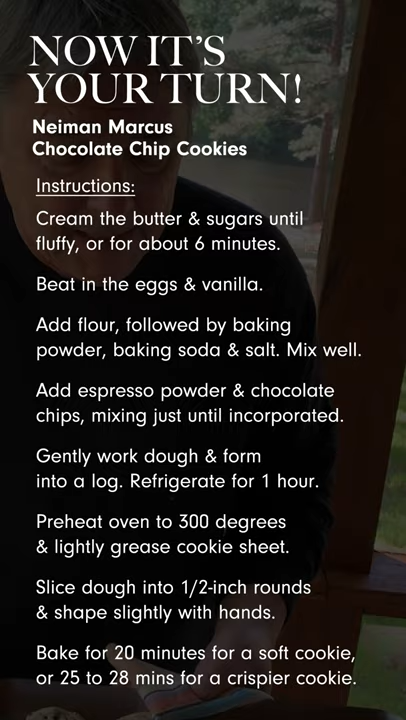 NOW IT'S
YOUR TURN!
Neiman Marcus
Chocolate Chip Cookies
Instructions:
Cream the butter & sugars until
fluffy, or for about 6 minutes.
Beat in the eggs & vanilla.
Add flour, followed by baking
powder, baking soda & salt. Mix well.
Add espresso powder & chocolate
chips, mixing just until incorporated.
Gently work dough & form
into a log. Refrigerate for 1 hour.
Preheat oven to 300 degrees
& lightly grease cookie sheet.
Slice dough into 1/2-inch rounds
& shape slightly with hands.
Bake for 20 minutes for a soft cookie,
or 25 to 28 mins for a crispier cookie.